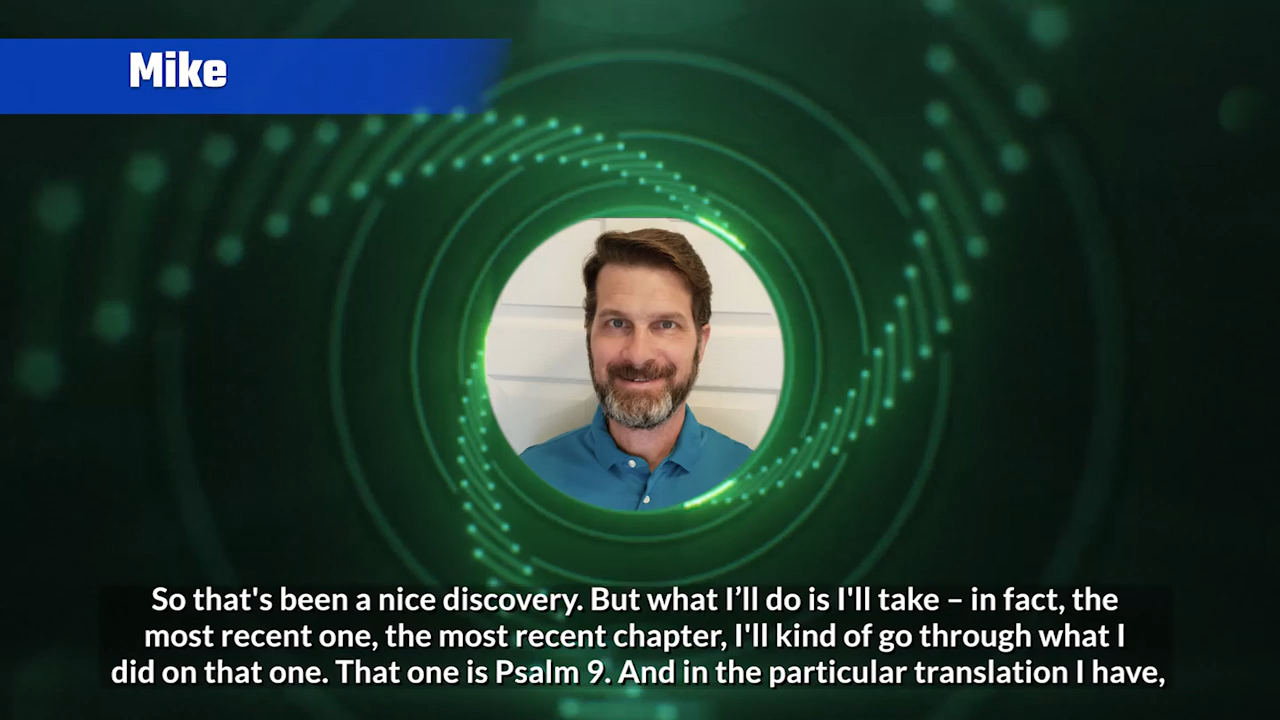 Mike
So that's been a nice discovery. But what I’ll do is I'll take – in fact, the
most recent one, the most recent chapter, I'll kind of go through what I
did on that one. That one is Psalm 9. And in the particular translation I have,